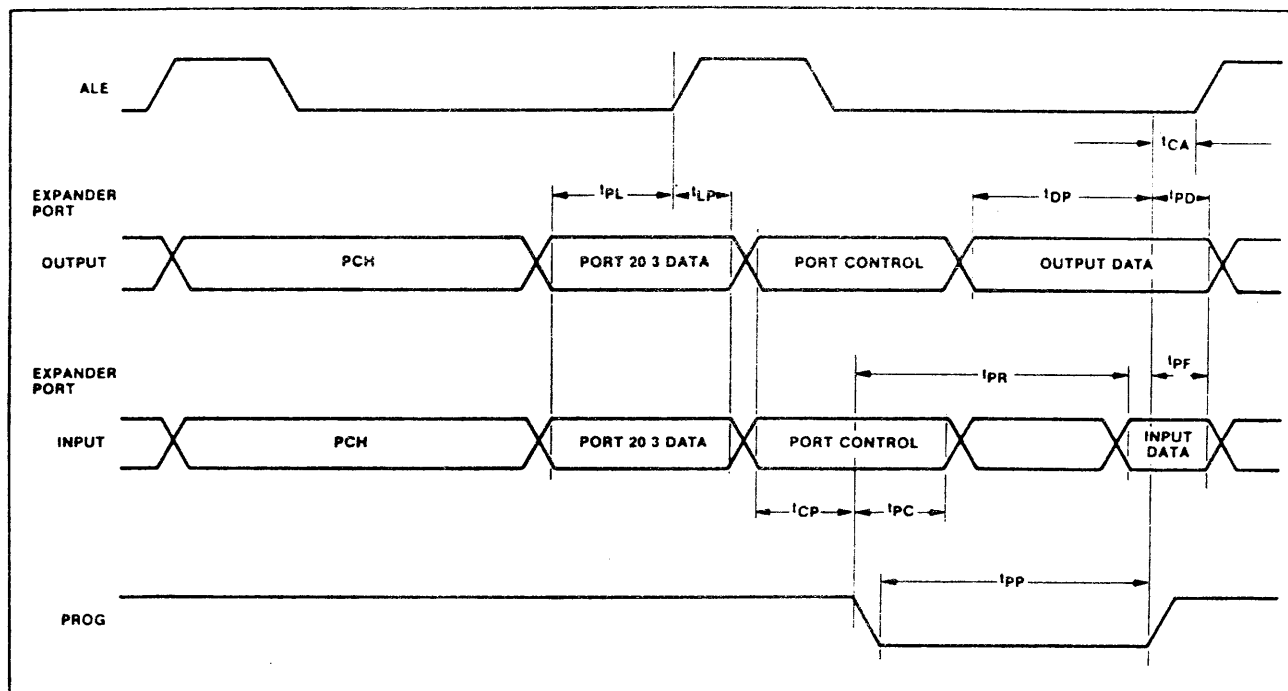 ALE
tCA
EXPANDER
PORT
tPL
tLP
tDP
tPD
OUTPUT
PCH
PORT 20 3 DATA
PORT CONTROL
OUTPUT DATA
EXPANDER
PORT
tPR
tPF
INPUT
PCH
PORT 20 3 DATA
PORT CONTROL
INPUT
DATA
tCP
tPC
tPP
PROG